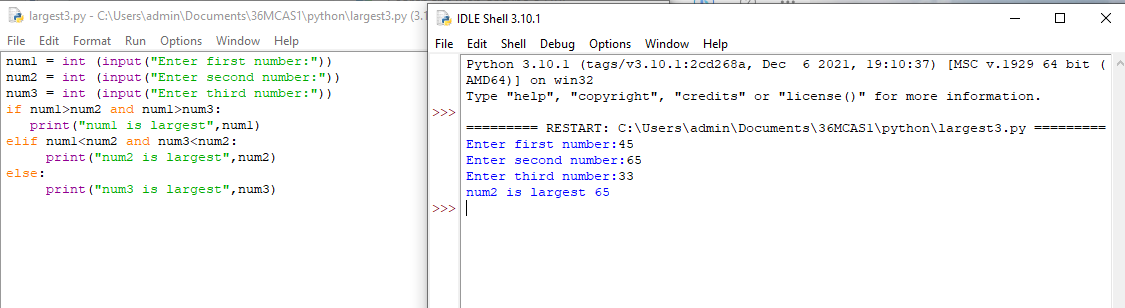 largest3.py - C:\Users\admin\Documents\36MCAS1\python\largest3.py (3.1
File Edit Format Run Options Window Help
num1 = int (input("Enter first number:"))
num2 = int (input("Enter second number:"))
num3 = int (input("Enter third number:"))
if num1>num2 and num1>num3:
   print("num1 is largest",num1)
elif num1<num2 and num3<num2:
     print("num2 is largest",num2)
else:
     print("num3 is largest",num3)
IDLE Shell 3.10.1
File Edit Shell Debug Options Window Help
Python 3.10.1 (tags/v3.10.1:2cd268a, Dec  6 2021, 19:10:37) [MSC v.1929 64 bit (
AMD64)] on win32
Type "help", "copyright", "credits" or "license()" for more information.
>>>
========= RESTART: C:\Users\admin\Documents\36MCAS1\python\largest3.py =========
Enter first number:45
Enter second number:65
Enter third number:33
num2 is largest 65
>>>